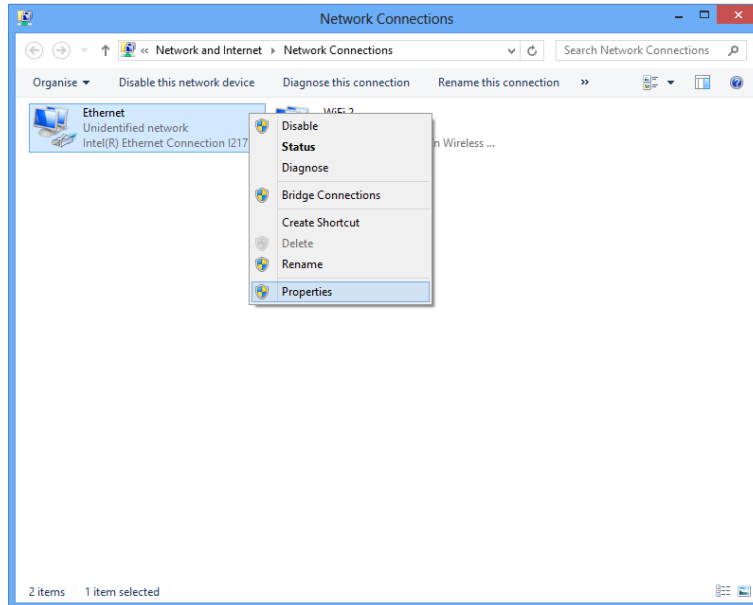 Network Connections
« Network and Internet Network Connections
Search Network Connections
Organise Disable this network device Diagnose this connection Rename this connection »
Ethernet
Unidentified network
Intel(R) Ethernet Connection I217
WiFi 2
n Wireless ...
Disable
Status
Diagnose
Bridge Connections
Create Shortcut
Delete
Rename
Properties
2 items 1 item selected